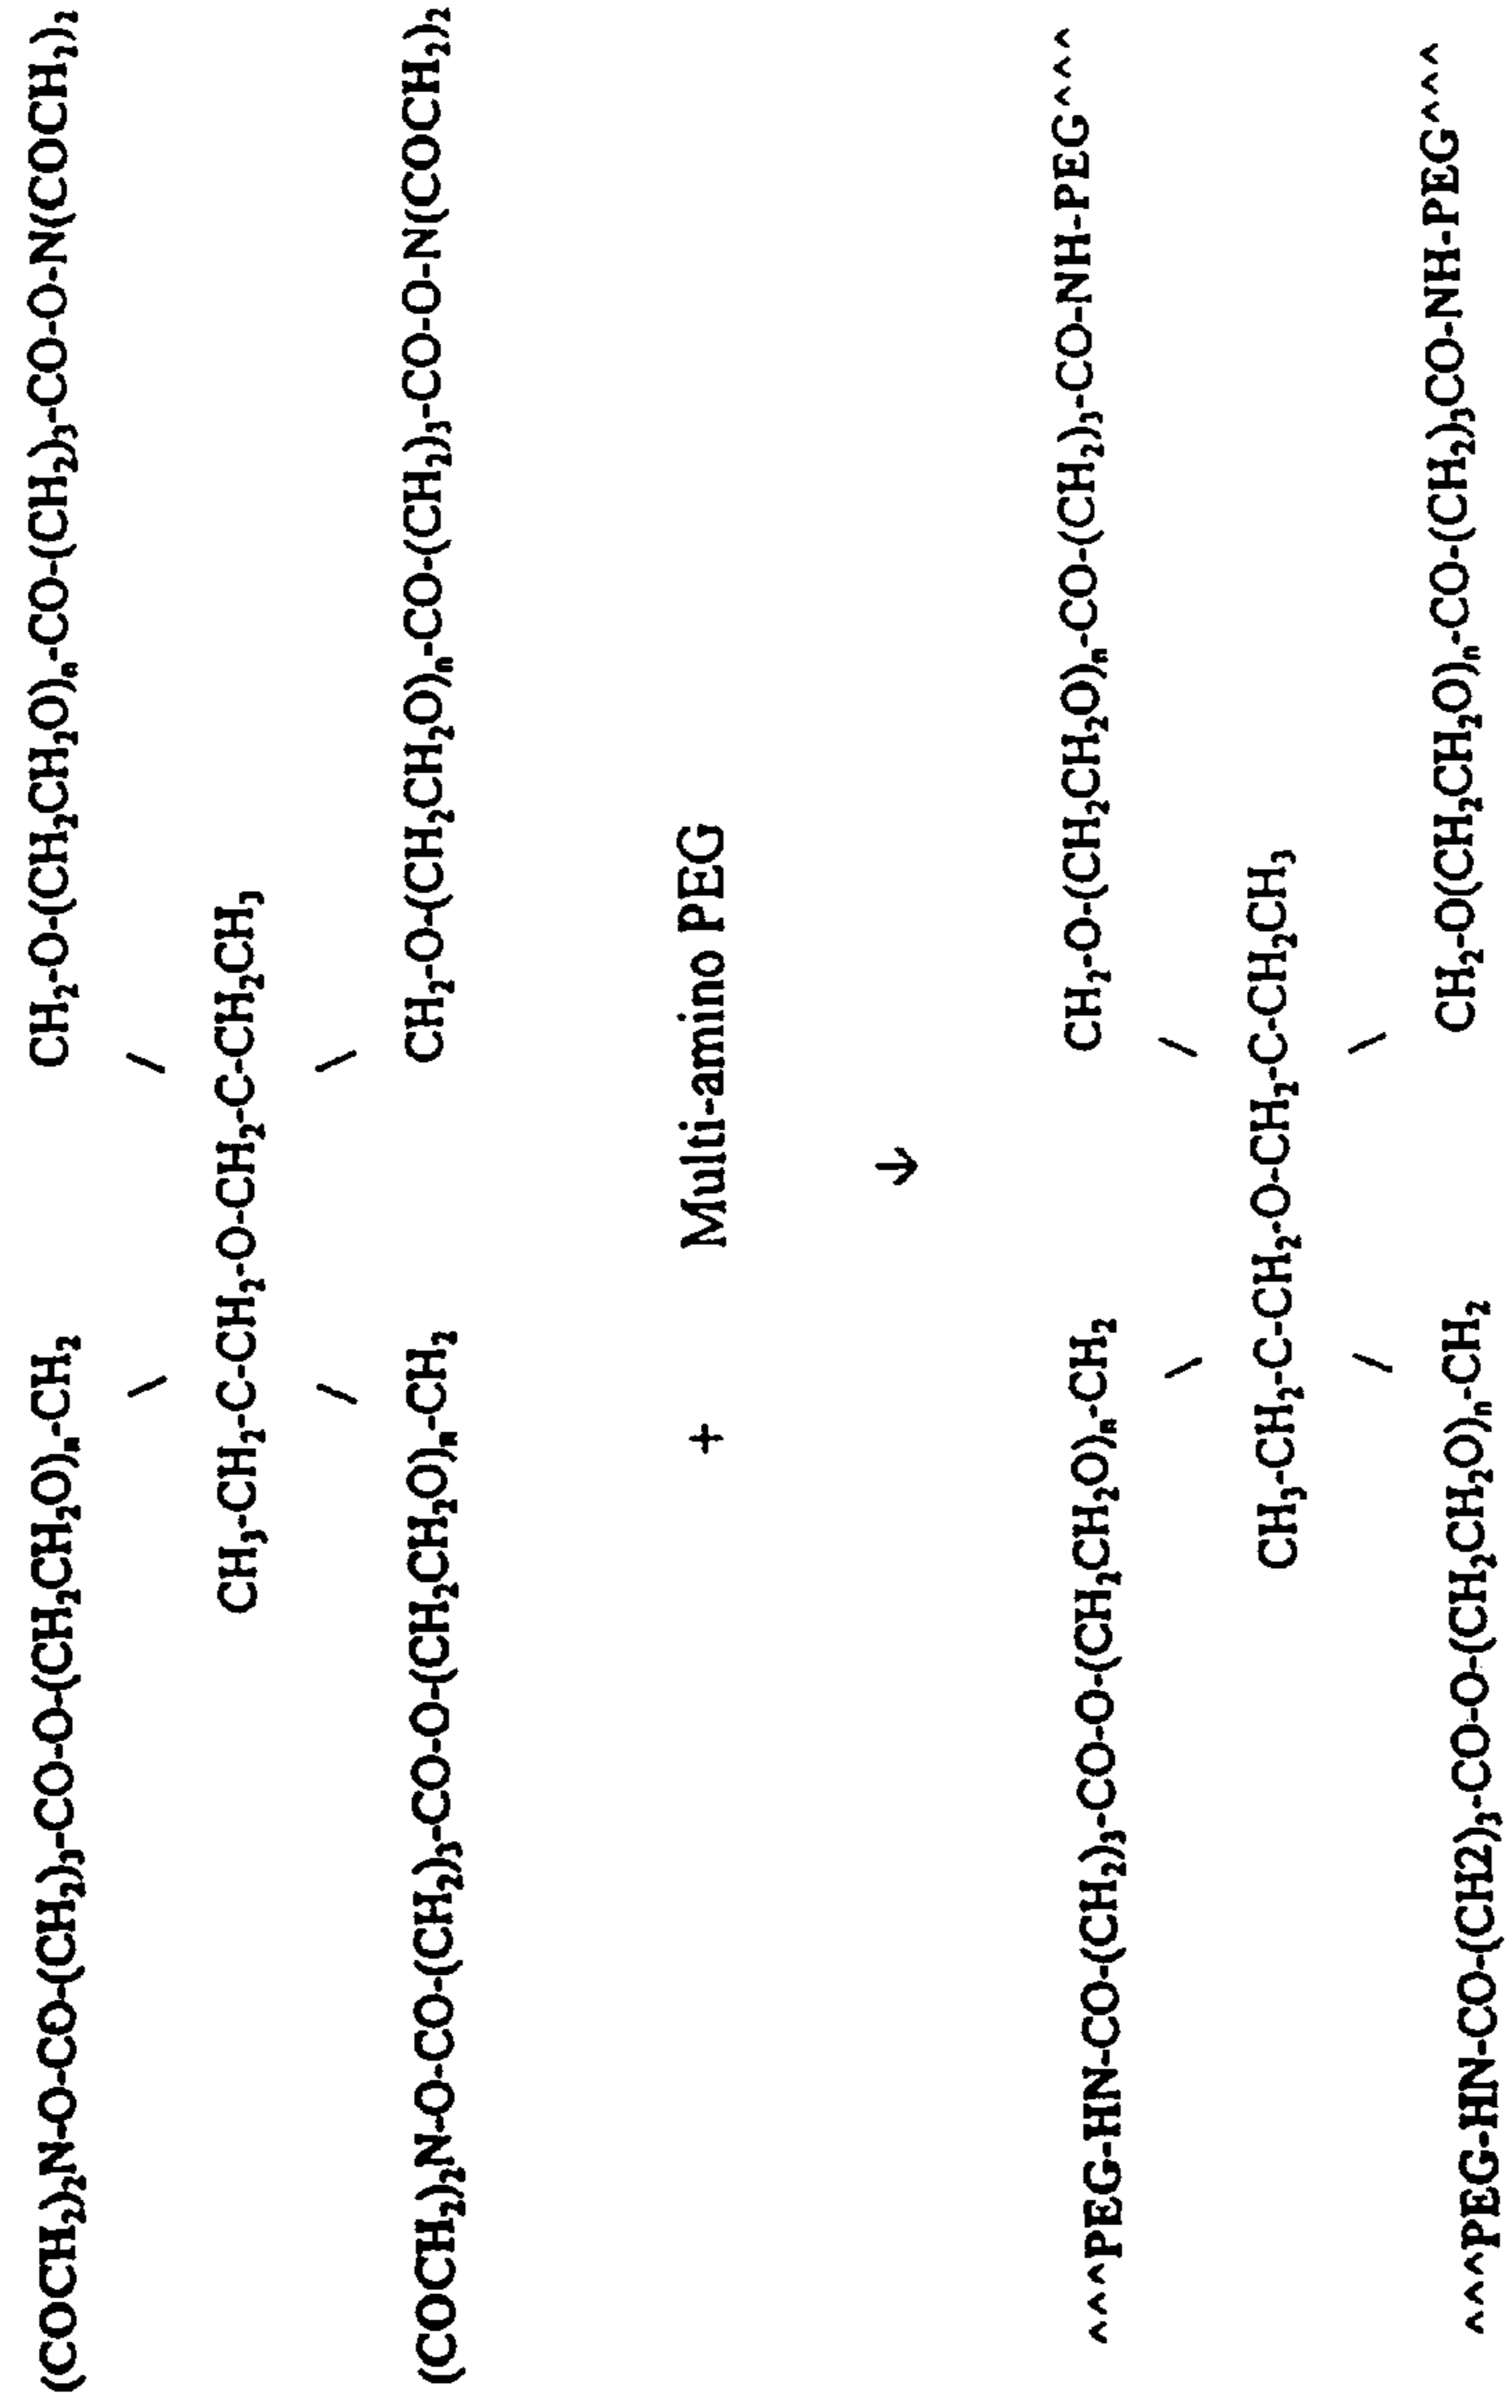 (COCH₂)₂N-O-CO-(CH₂)₃-CO-O-(CH₂CH₂O)ₙ-CH₂ CH₂-O-(CH₂CH₂O)ₙ-CO-(CH₂)₃-CO-O-N(COCH₂)₂
\ /
CH₃-CH₂-C-CH₂-O-CH₂-C-CH₂CH₃
/ \
(COCH₂)₂N-O-CO-(CH₂)₃-CO-O-(CH₂CH₂O)ₙ-CH₂ CH₂-O-(CH₂CH₂O)ₙ-CO-(CH₂)₃-CO-O-N(COCH₂)₂
+ Multi-amino PEG
↓
^^^PEG-HN-CO-(CH₂)₃-CO-O-(CH₂CH₂O)ₙ-CH₂ CH₂-O-(CH₂CH₂O)ₙ-CO-(CH₂)₃-CO-NH-PEG^^^
\ /
CH₃-CH₂-C-CH₂-O-CH₂-C-CH₂CH₃
/ \
^^^PEG-HN-CO-(CH2)₃-CO-O-(CH₂CH₂O)ₙ-CH₂ CH₂-O(CH₂CH₂O)ₙ-CO-(CH₂)₃CO-NH-PEG^^^